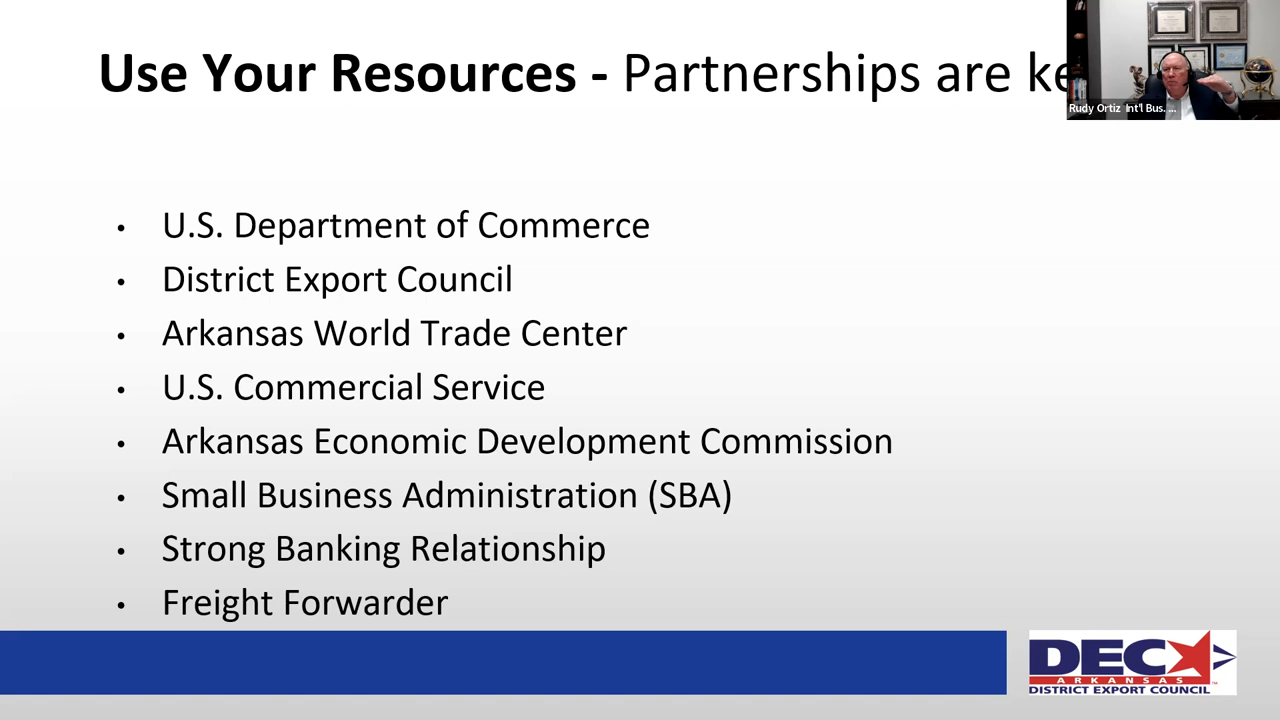 Use Your Resources - Partnerships are ke
Rudy Ortiz Int'l Bus. ...
• U.S. Department of Commerce
• District Export Council
• Arkansas World Trade Center
• U.S. Commercial Service
• Arkansas Economic Development Commission
• Small Business Administration (SBA)
• Strong Banking Relationship
• Freight Forwarder
DEC
ARKANSAS
DISTRICT EXPORT COUNCIL